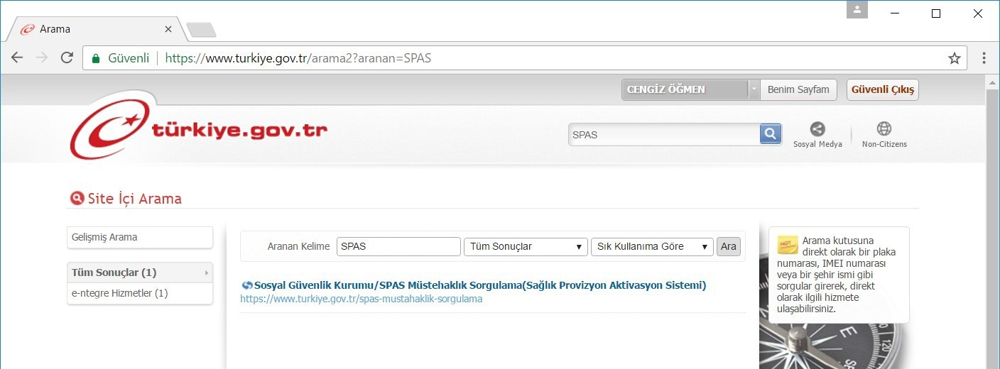 Arama
Güvenli https://www.turkiye.gov.tr/arama2?aranan=SPAS
CENGİZ ÖĞMEN Benim Sayfam Güvenli Çıkış
türkiye.gov.tr
SPAS
Sosyal Medya Non-Citizens
Site İçi Arama
Gelişmiş Arama
Tüm Sonuçlar (1)
e-ntegre Hizmetler (1)
Aranan Kelime SPAS Tüm Sonuçlar Sık Kullanıma Göre Ara
Sosyal Güvenlik Kurumu/SPAS Müstehaklık Sorgulama(Sağlık Provizyon Aktivasyon Sistemi)
https://www.turkiye.gov.tr/spas-mustahaklik-sorgulama
NOT
Arama kutusuna
direkt olarak bir plaka
numarası, IMEI numarası
veya bir şehir ismi gibi
sorgular girerek, direkt
olarak ilgili hizmete
ulaşabilirsiniz.
E
120